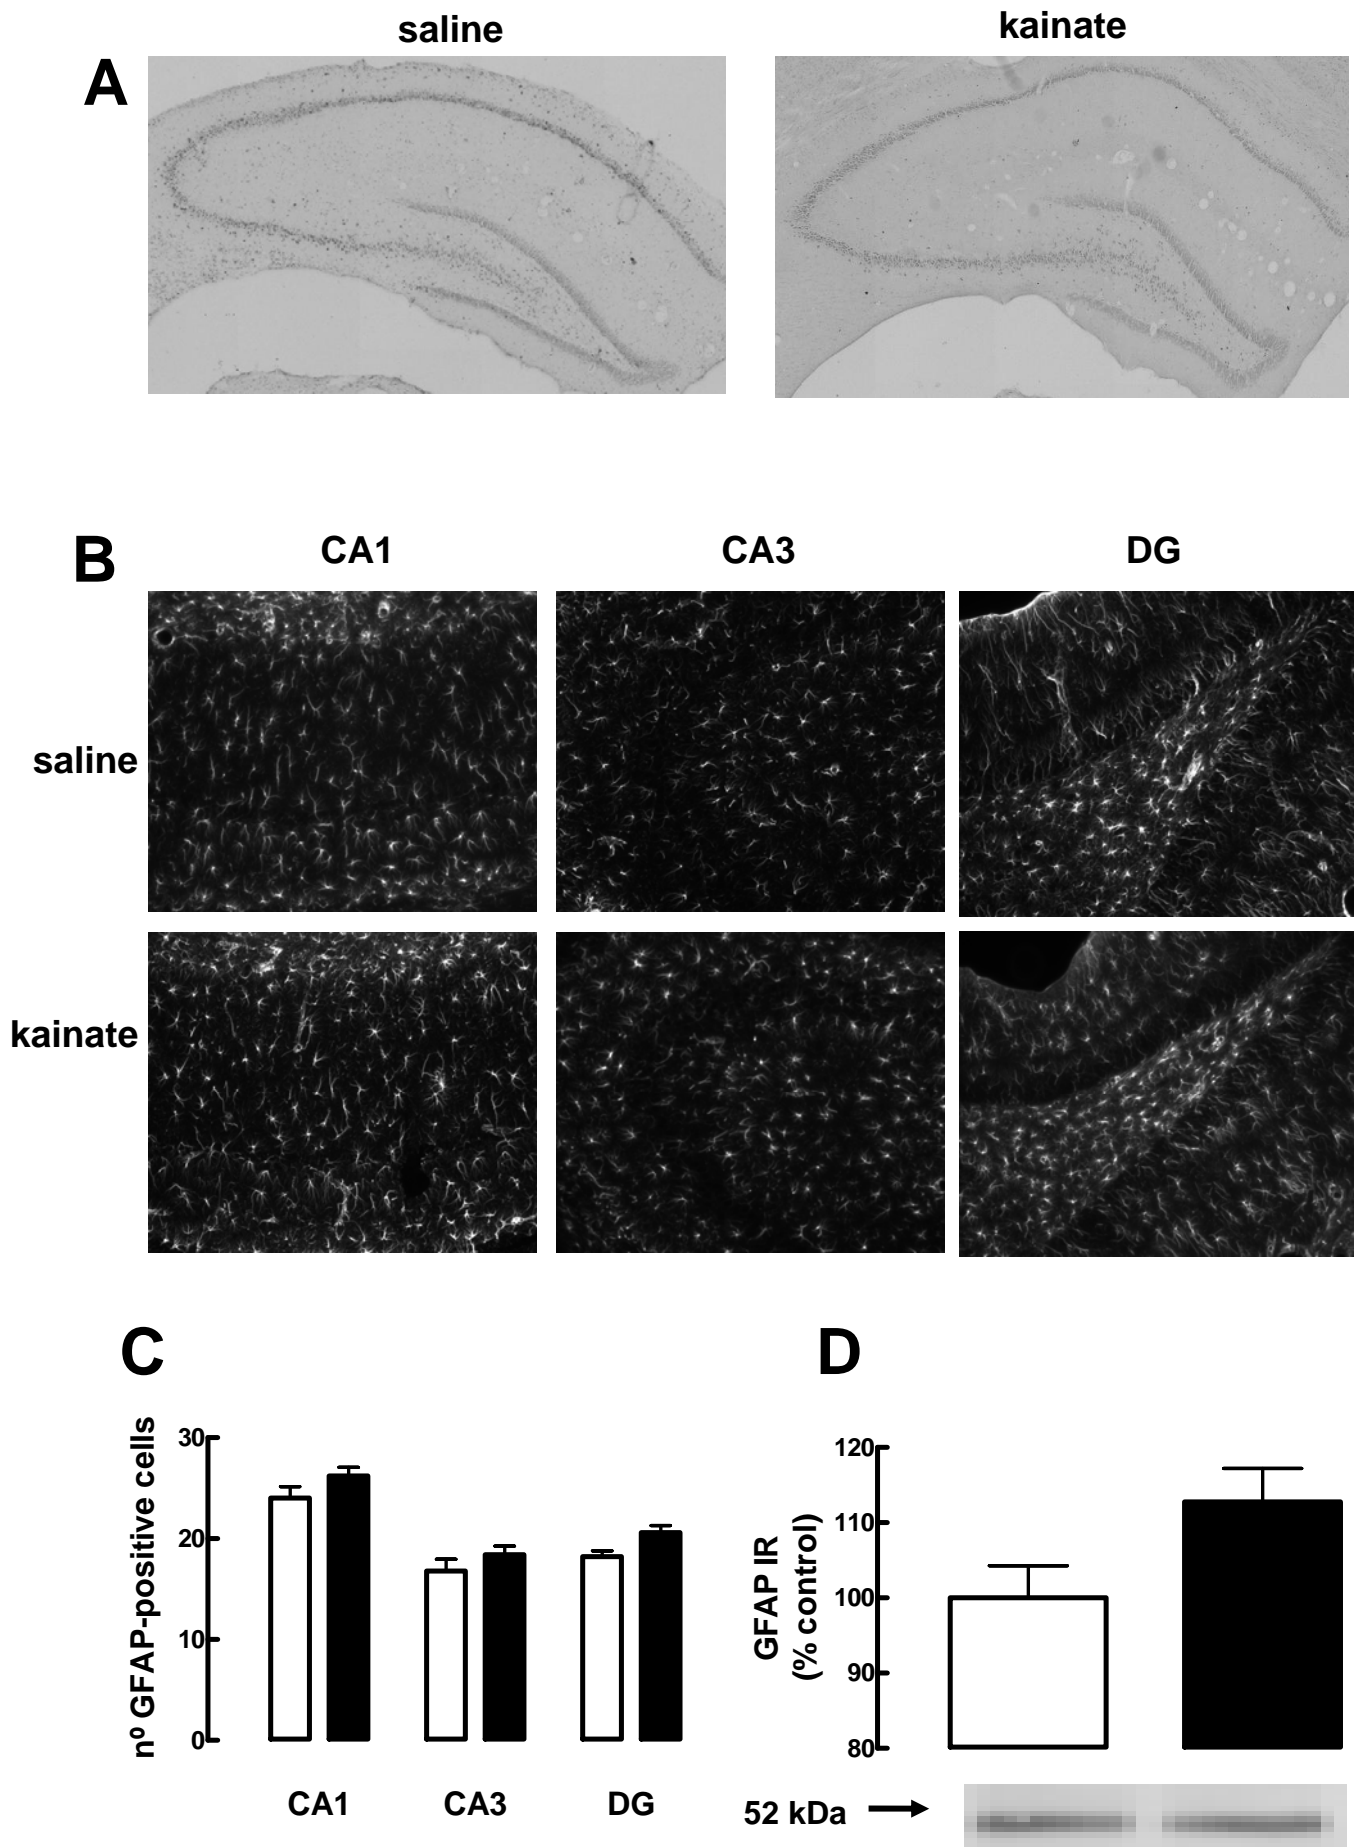 saline
kainate
A
B
CA1
CA3
DG
saline
kainate
C
D
nº GFAP-positive cells
30
20
10
0
CA1
CA3
DG
GFAP IR
(% control)
120
110
100
90
80
52 kDa